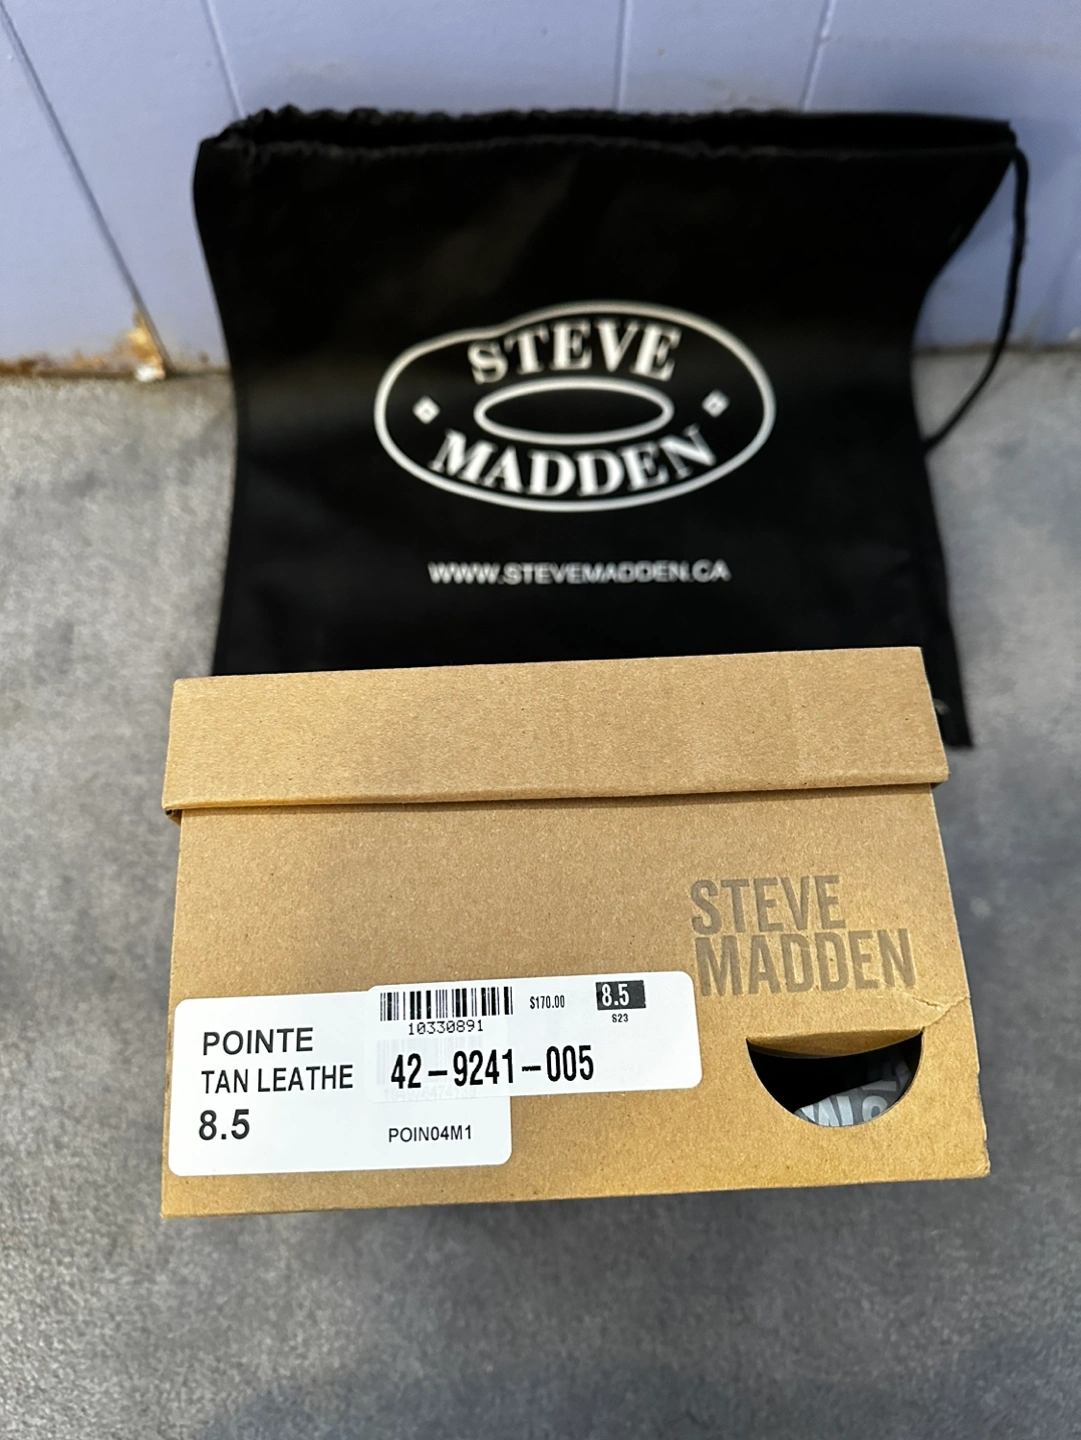 STEVE
MADDEN
WWW.STEVEMADDEN.CA
STEVE
MADDEN
POINTE
TAN LEATHE
8.5
10330891
$170.00
8.5
S23
42-9241-005
POIN04M1